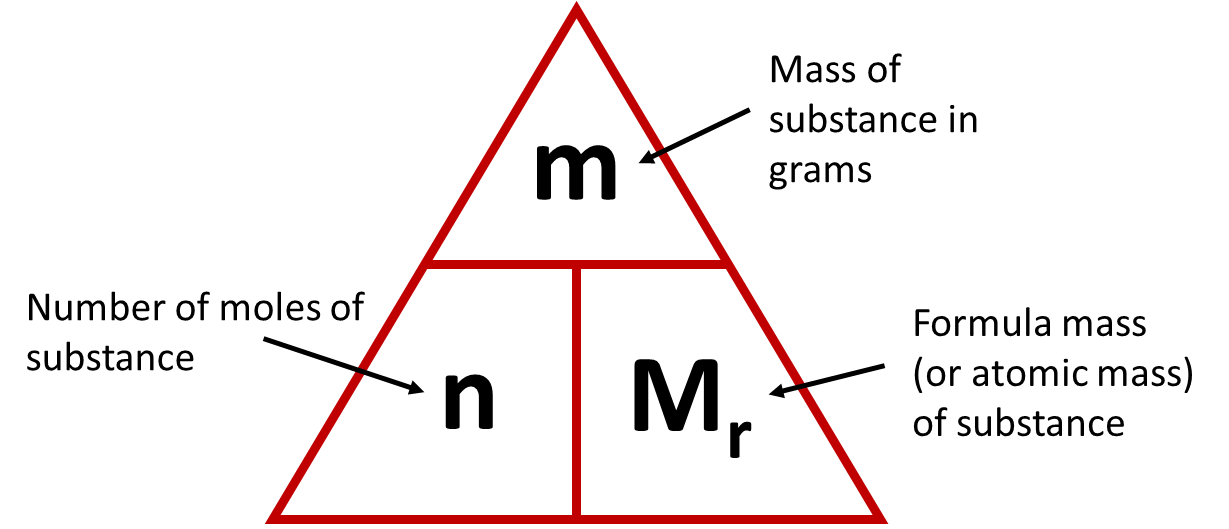 Mass of
substance in
grams
m
Number of moles of
substance
n
Mr
Formula mass
(or atomic mass)
of substance